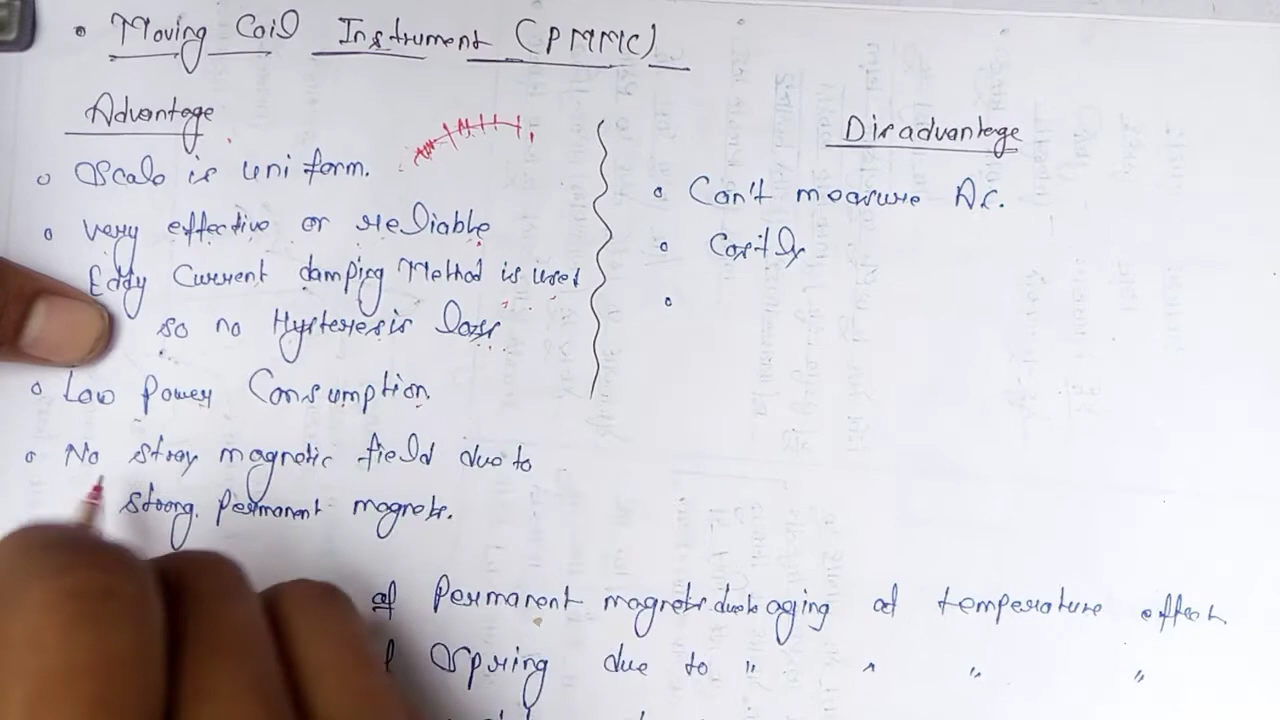 Moving Coil Instrument (PMMC)
Advantage
Scale is uniform.
Very effective or reliable
Eddy Current damping Method is used
so no Hysteresis loss
Low Power Consumption.
No stray magnetic field due to
strong. Permanent magnets.
Disadvantage
Can't measure AC.
Costly
of Permanent magnets due to aging at temperature effect
Spring due to " " " "